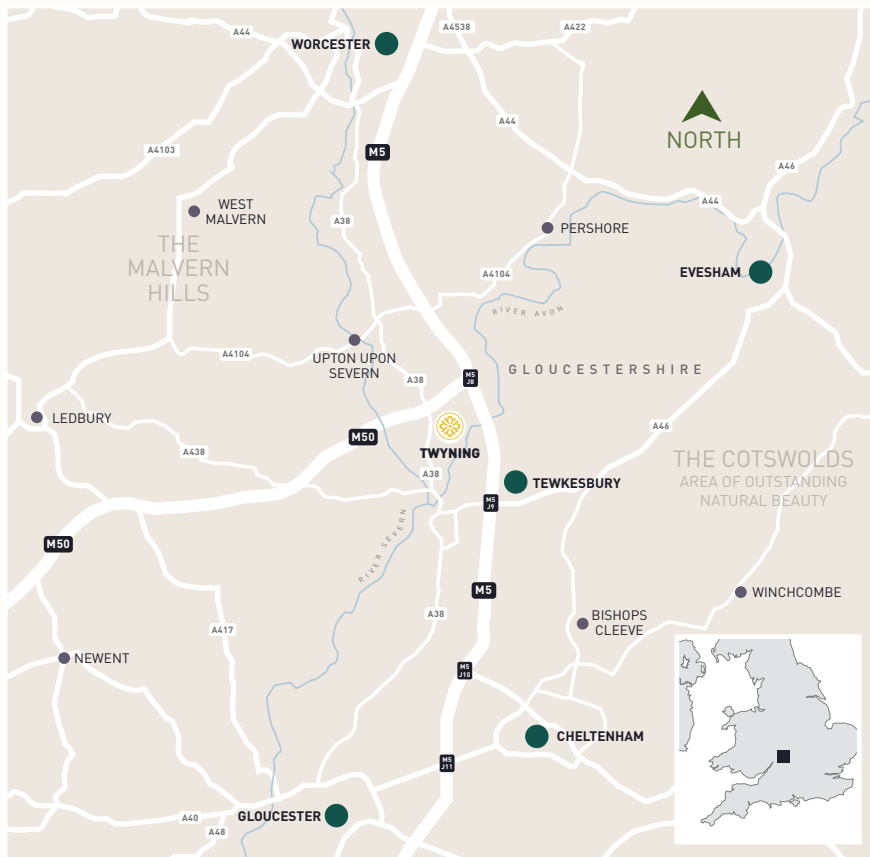 A44
WORCESTER
A4538
A422
NORTH
A44
M5
A4103
A46
WEST
MALVERN
A38
A44
PERSHORE
THE
MALVERN
HILLS
EVESHAM
A4104
RIVER AVON
UPTON UPON
SEVERN
A4104
GLOUCESTERSHIRE
M5
J8
A38
LEDBURY
A46
M50
TWYNING
A438
THE COTSWOLDS
AREA OF OUTSTANDING
NATURAL BEAUTY
A38
TEWKESBURY
M5
J9
RIVER SEVERN
M50
M5
WINCHCOMBE
A38
BISHOPS
CLEEVE
A417
NEWENT
M5
J10
CHELTENHAM
M5
J11
A40
GLOUCESTER
A48